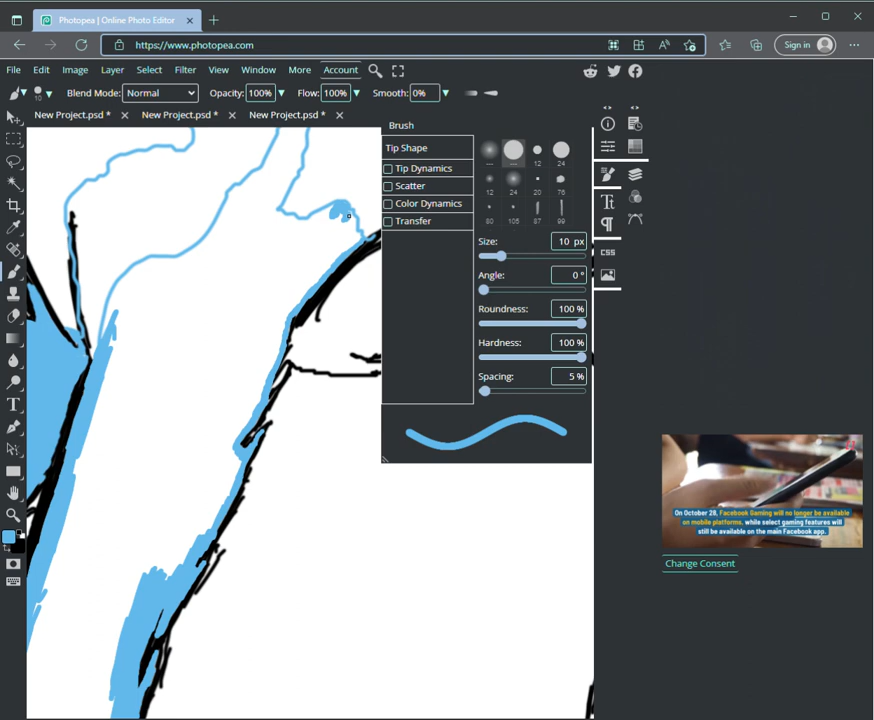 Photopea | Online Photo Editor
https://www.photopea.com
Sign in
File Edit Image Layer Select Filter View Window More Account
10 Blend Mode: Normal Opacity: 100% Flow: 100% Smooth: 0%
New Project.psd * New Project.psd * New Project.psd *
Brush
Tip Shape
Tip Dynamics
Scatter
Color Dynamics
Transfer
--- --- 12 24
12 24 20 76
80 105 87 97
Size: 10 px
Angle: 0 °
Roundness: 100 %
Hardness: 100 %
Spacing: 5 %
CSS
On October 28, Facebook Gaming will no longer be available
on mobile platforms, while select gaming features will
still be available on the main Facebook app.
Change Consent